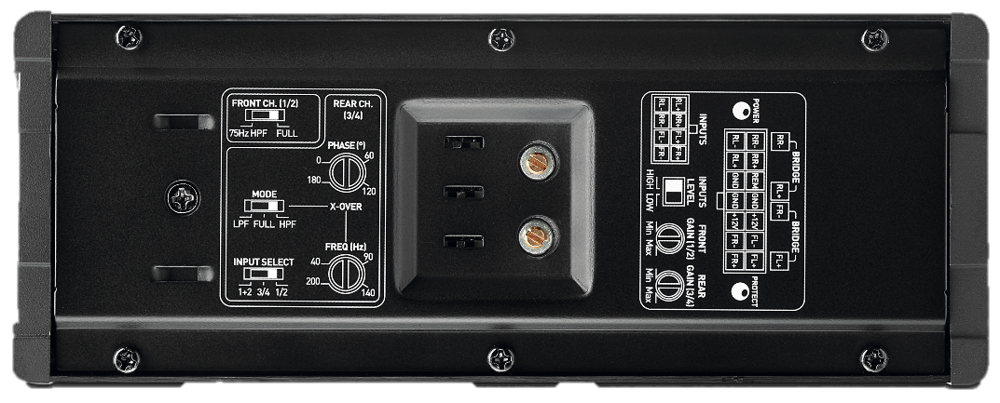 FRONT CH. (1/2)
75Hz HPF
FULL
REAR CH.
(3/4)
PHASE (°)
0
60
180
120
MODE
X-OVER
LPF FULL HPF
FREQ (Hz)
40
90
200
140
INPUT SELECT
1+2 3/4 1/2
INPUTS
RL+ RR+ FL+ FR+
RL- RR- FL- FR-
INPUTS
LEVEL
HIGH LOW
FRONT
GAIN (1/2)
Min Max
REAR
GAIN (3/4)
Min Max
POWER
PROTECT
BRIDGE
BRIDGE
RR- RL+ FR- FL+
RR- RR+ REM GND +12V FL- FL+
RL- RL+ GND GND +12V FR- FR+